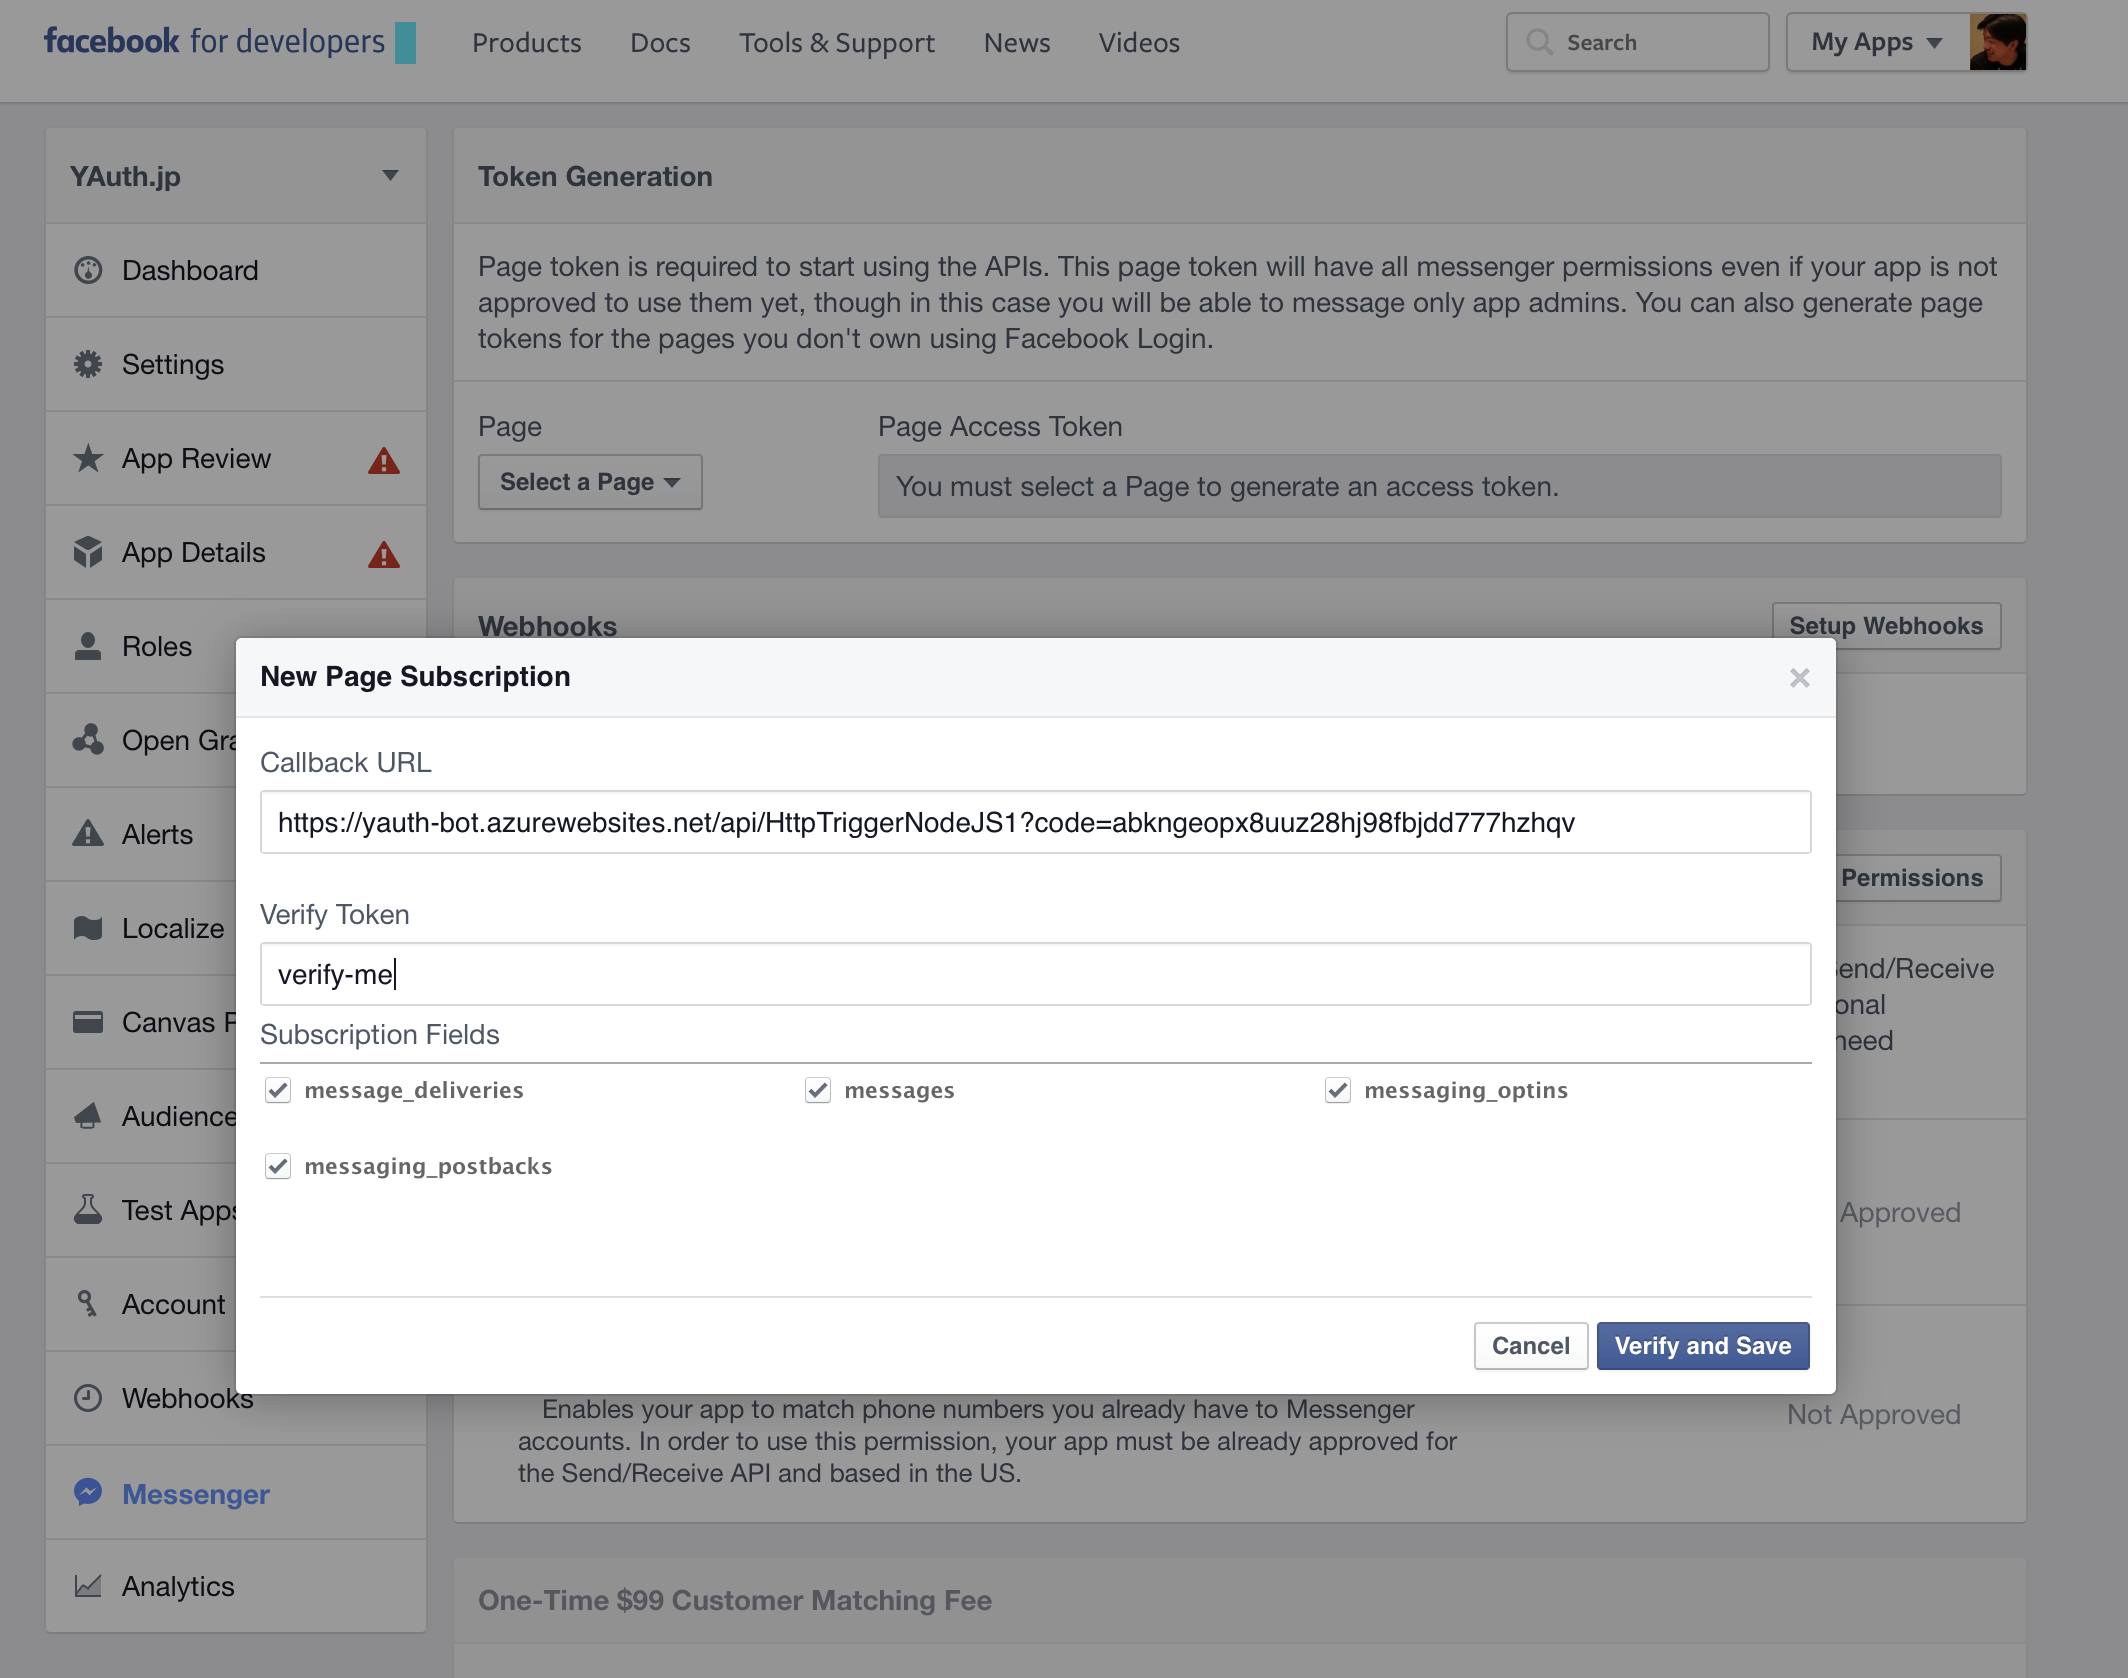 facebook for developers
Products Docs Tools & Support News Videos
Search
My Apps
YAuth.jp
Dashboard
Settings
App Review
App Details
Roles
Open Gra
Alerts
Localize
Canvas P
Audience
Test Apps
Account
Webhooks
Messenger
Analytics
Token Generation
Page token is required to start using the APIs. This page token will have all messenger permissions even if your app is not
approved to use them yet, though in this case you will be able to message only app admins. You can also generate page
tokens for the pages you don't own using Facebook Login.
Page
Select a Page
Page Access Token
You must select a Page to generate an access token.
Webhooks
Setup Webhooks
New Page Subscription
Callback URL
https://yauth-bot.azurewebsites.net/api/HttpTriggerNodeJS1?code=abkngeopx8uuz28hj98fbjdd777hzhqv
Verify Token
verify-me
Subscription Fields
message_deliveries messages messaging_optins
messaging_postbacks
Cancel Verify and Save
Permissions
end/Receive
onal
need
Approved
Enables your app to match phone numbers you already have to Messenger
accounts. In order to use this permission, your app must be already approved for
the Send/Receive API and based in the US.
Not Approved
One-Time $99 Customer Matching Fee